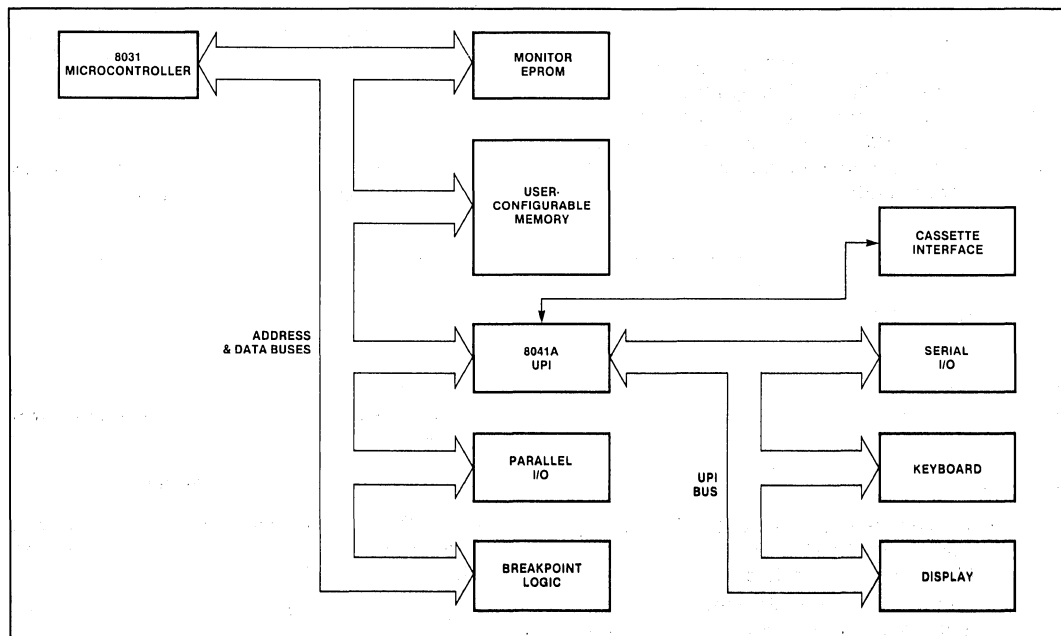 8031
MICROCONTROLLER
MONITOR
EPROM
USER-
CONFIGURABLE
MEMORY
CASSETTE
INTERFACE
ADDRESS
& DATA BUSES
8041A
UPI
SERIAL
I/O
PARALLEL
I/O
UPI
BUS
KEYBOARD
BREAKPOINT
LOGIC
DISPLAY